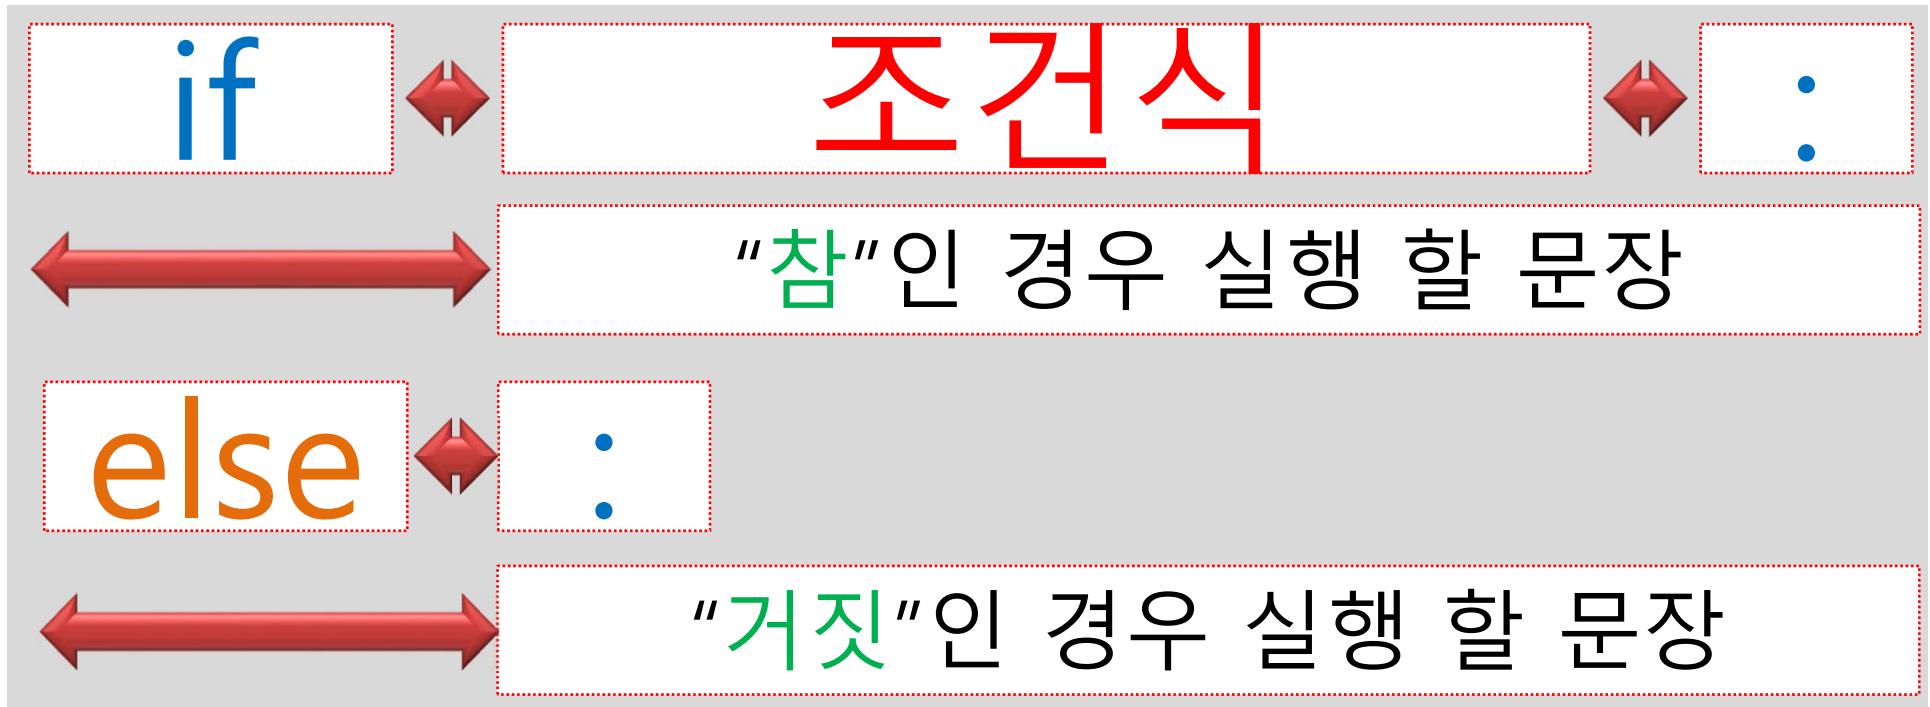 if 조건식 :
“참”인 경우 실행 할 문장
else :
“거짓”인 경우 실행 할 문장